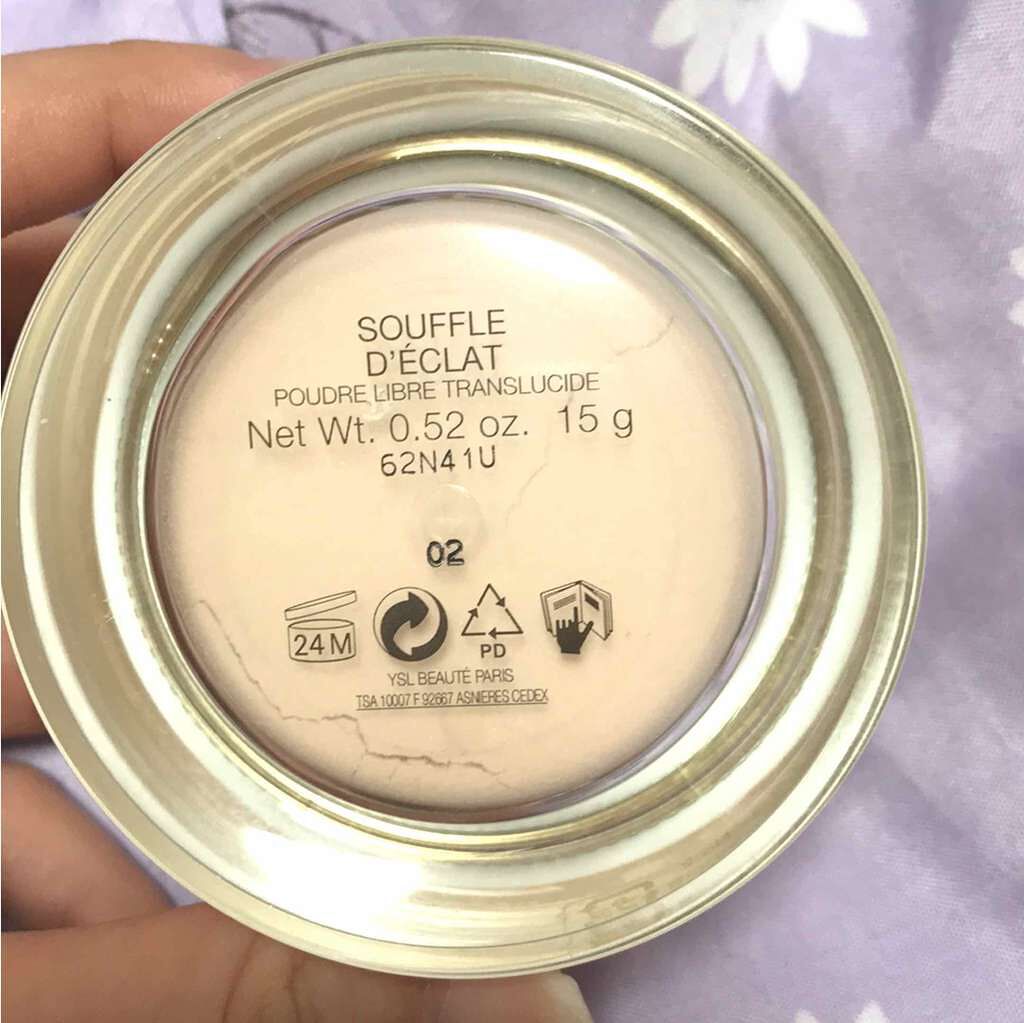 SOUFFLE
D'ÉCLAT
POUDRE LIBRE TRANSLUCIDE
Net Wt. 0.52 oz. 15 g
62N41U
02
24 M
PD
YSL BEAUTÉ PARIS
TSA 10007 F 92667 ASNIERES CEDEX